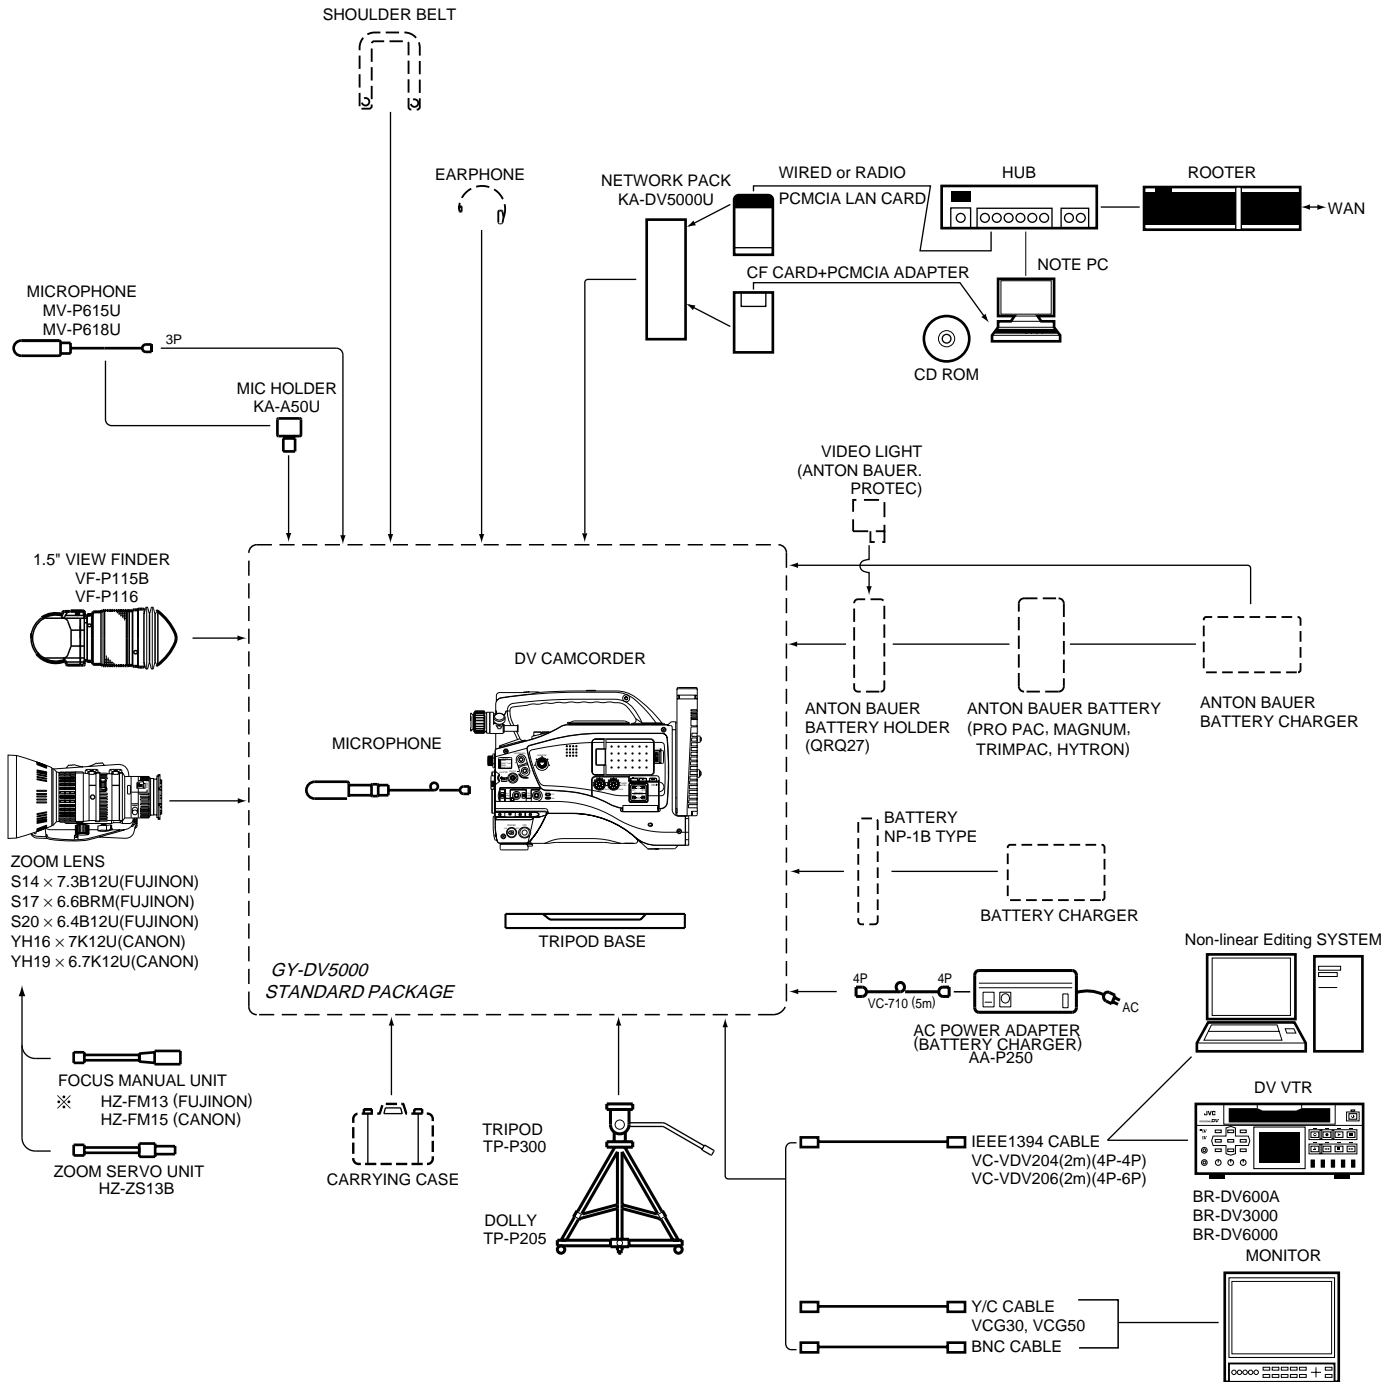 SHOULDER BELT
EARPHONE
NETWORK PACK
KA-DV5000U
WIRED or RADIO
PCMCIA LAN CARD
HUB
ROOTER
WAN
CF CARD+PCMCIA ADAPTER
NOTE PC
CD ROM
MICROPHONE
MV-P615U
MV-P618U
3P
MIC HOLDER
KA-A50U
VIDEO LIGHT
(ANTON BAUER.
PROTEC)
1.5" VIEW FINDER
VF-P115B
VF-P116
DV CAMCORDER
MICROPHONE
ANTON BAUER
BATTERY HOLDER
(QRQ27)
ANTON BAUER BATTERY
(PRO PAC, MAGNUM,
TRIMPAC, HYTRON)
ANTON BAUER
BATTERY CHARGER
BATTERY
NP-1B TYPE
BATTERY CHARGER
ZOOM LENS
S14 × 7.3B12U(FUJINON)
S17 × 6.6BRM(FUJINON)
S20 × 6.4B12U(FUJINON)
YH16 × 7K12U(CANON)
YH19 × 6.7K12U(CANON)
TRIPOD BASE
GY-DV5000
STANDARD PACKAGE
4P
4P
VC-710 (5m)
AC
AC POWER ADAPTER
(BATTERY CHARGER)
AA-P250
Non-linear Editing SYSTEM
FOCUS MANUAL UNIT
※ HZ-FM13 (FUJINON)
HZ-FM15 (CANON)
ZOOM SERVO UNIT
HZ-ZS13B
CARRYING CASE
TRIPOD
TP-P300
DOLLY
TP-P205
IEEE1394 CABLE
VC-VDV204(2m)(4P-4P)
VC-VDV206(2m)(4P-6P)
DV VTR
JVC
BR-DV600A
BR-DV3000
BR-DV6000
MONITOR
Y/C CABLE
VCG30, VCG50
BNC CABLE